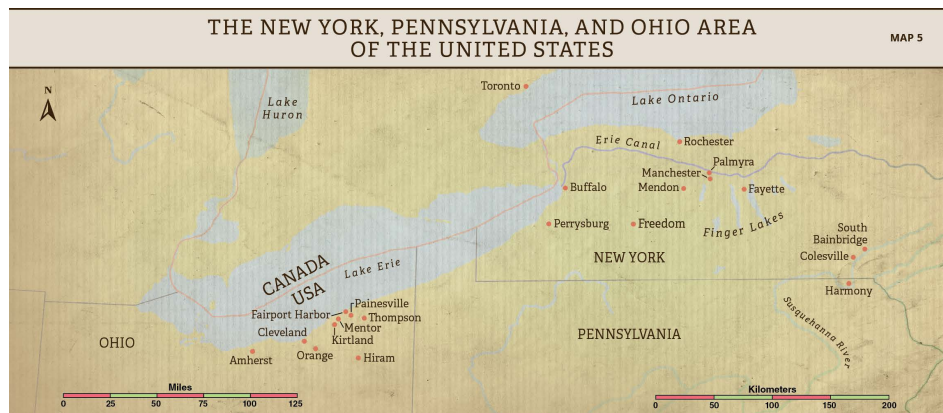 THE NEW YORK, PENNSYLVANIA, AND OHIO AREA
OF THE UNITED STATES
MAP 5
N
Toronto
Lake
Huron
Lake Ontario
Erie Canal
Rochester
Palmyra
Manchester
Mendon
Fayette
Buffalo
Perrysburg
Freedom
Finger Lakes
South
Bainbridge
Colesville
NEW YORK
CANADA
USA
Lake Erie
Harmony
Painesville
Fairport Harbor
Thompson
Mentor
Cleveland
Kirtland
OHIO
Orange
Amherst
Hiram
PENNSYLVANIA
Susquehanna River
Miles
0 25 50 75 100 125
Kilometers
0 50 100 150 200